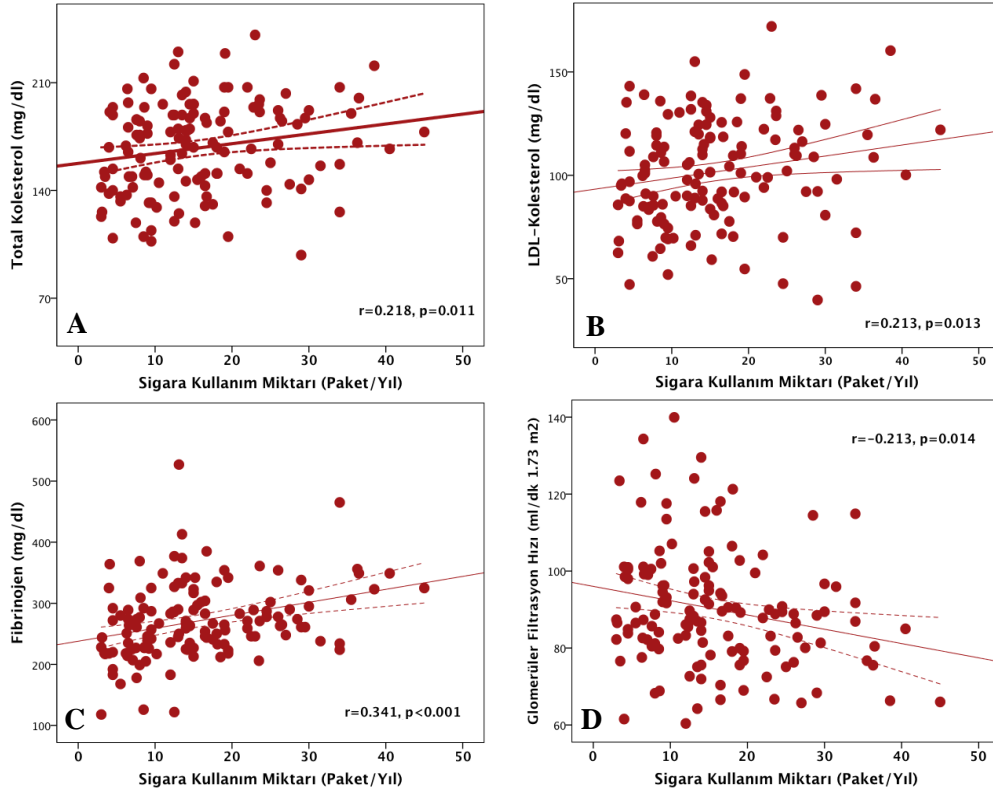 Total Kolesterol (mg/dl)
210
140
70
A
r=0.218, p=0.011
0 10 20 30 40 50
Sigara Kullanım Miktarı (Paket/Yıl)
LDL-Kolesterol (mg/dl)
150
100
50
B
r=0.213, p=0.013
0 10 20 30 40 50
Sigara Kullanım Miktarı (Paket/Yıl)
Fibrinojen (mg/dl)
600
500
400
300
200
100
C
r=0.341, p<0.001
0 10 20 30 40 50
Sigara Kullanım Miktarı (Paket/Yıl)
Glomerüler Filtrasyon Hızı (ml/dk 1.73 m2)
140
120
100
80
60
r=-0.213, p=0.014
D
0 10 20 30 40 50
Sigara Kullanım Miktarı (Paket/Yıl)